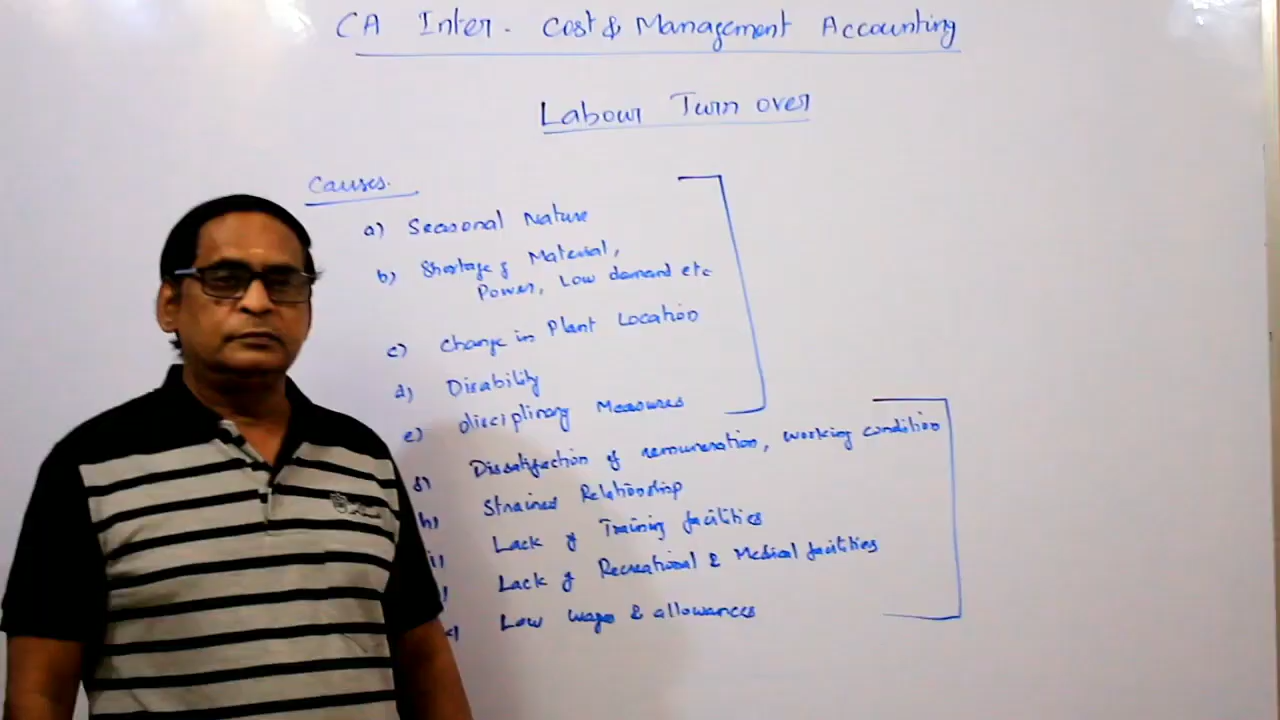 CA Inter. Cost & Management Accounting
Labour Turn over
Causes.
a) Seasonal Nature
b) Shortage of Material,
Power, Low demand etc
c) Change in Plant Location
d) Disability
e) disciplinary Measures
g) Dissatisfaction of remuneration, working condition
h) Strained Relationship
i) Lack of Training facilities
Lack of Recreational & Medical facilities
Low wages & allowances